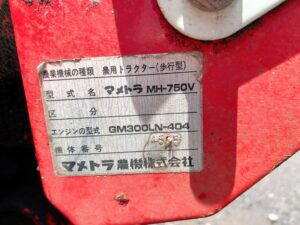 農業機械の種類 農用トラクター(歩行型)
型式名 マメトラ MH-750V
区分
エンジンの型式 GM300LN-404
機体番号
マメトラ農機株式会社